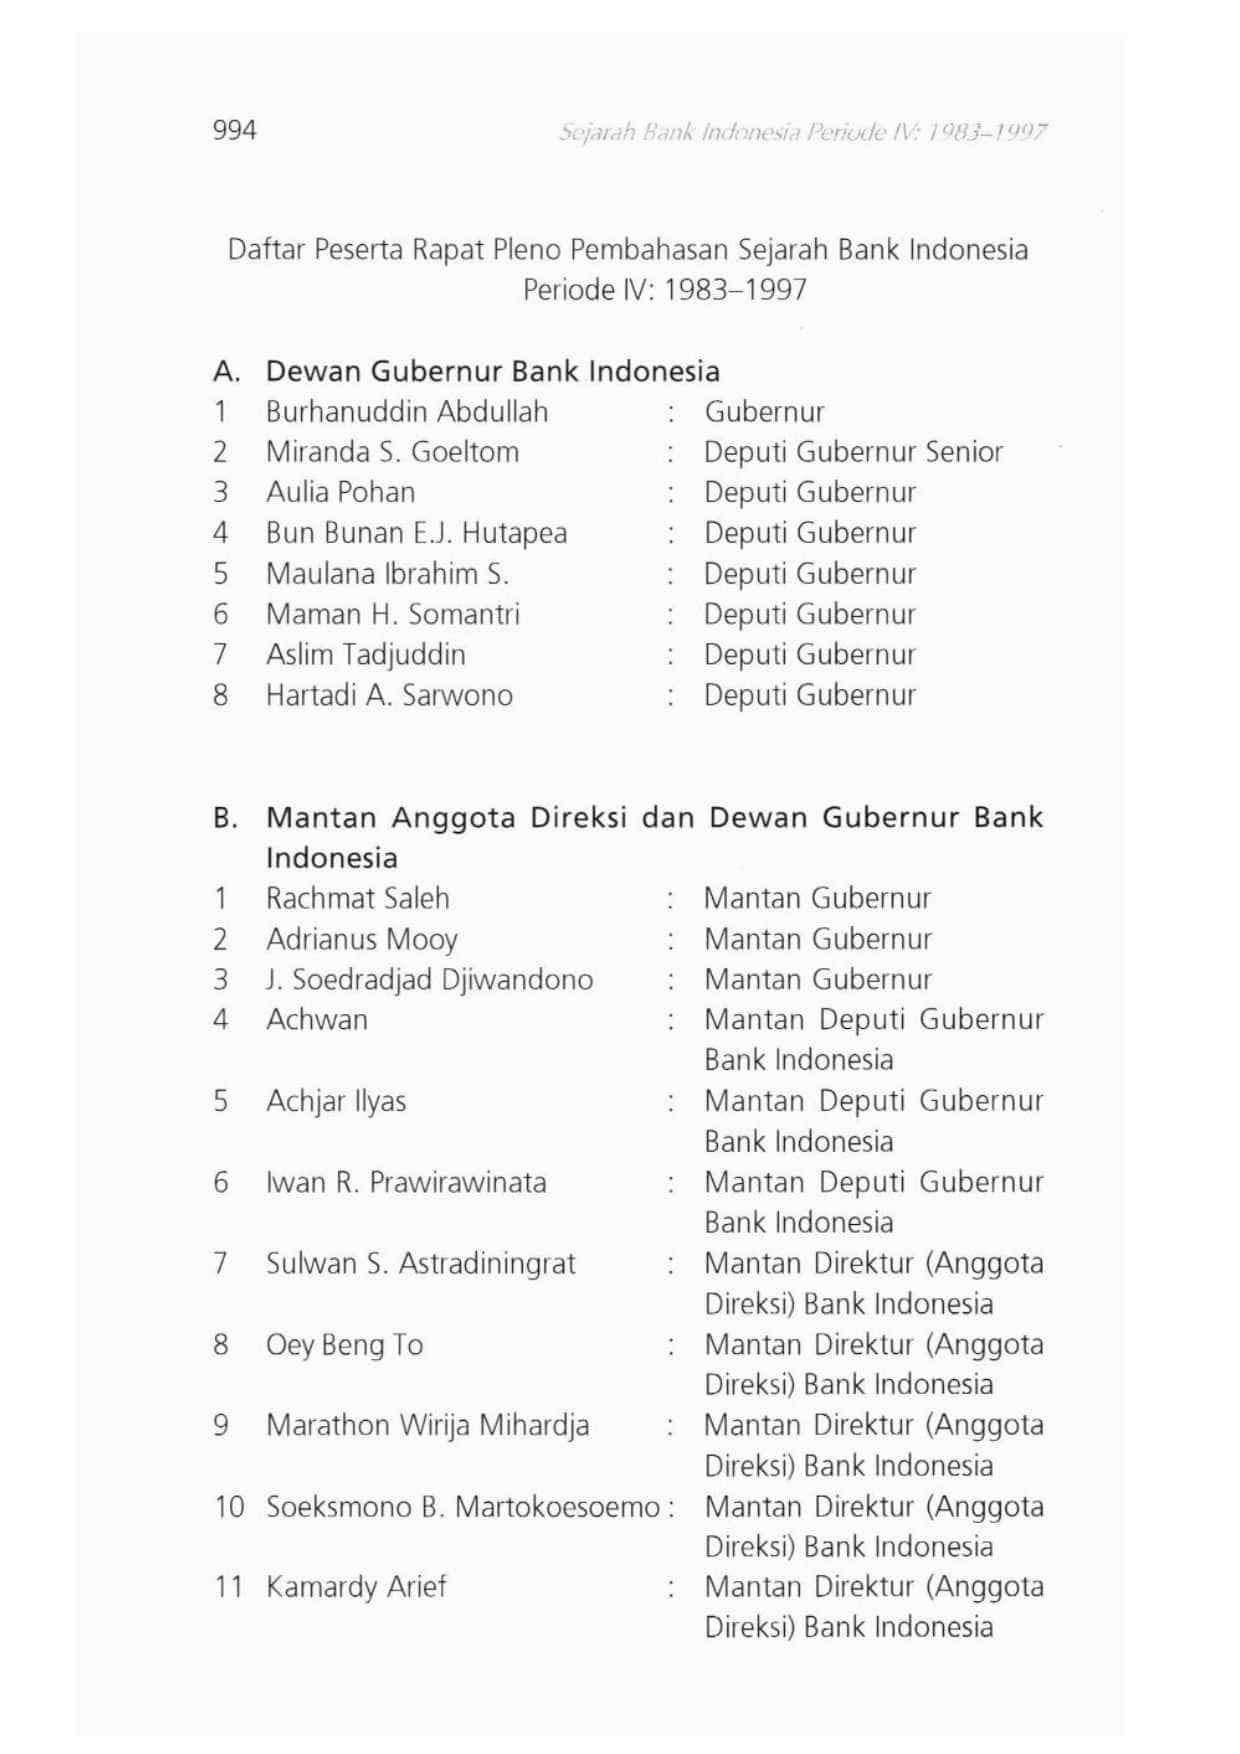 994
Sejarah Bank Indonesia Periode IV: 1983–1997
Daftar Peserta Rapat Pleno Pembahasan Sejarah Bank Indonesia
Periode IV: 1983–1997
A. Dewan Gubernur Bank Indonesia
1 Burhanuddin Abdullah : Gubernur
2 Miranda S. Goeltom : Deputi Gubernur Senior
3 Aulia Pohan : Deputi Gubernur
4 Bun Bunan E.J. Hutapea : Deputi Gubernur
5 Maulana Ibrahim S. : Deputi Gubernur
6 Maman H. Somantri : Deputi Gubernur
7 Aslim Tadjuddin : Deputi Gubernur
8 Hartadi A. Sarwono : Deputi Gubernur
B. Mantan Anggota Direksi dan Dewan Gubernur Bank
Indonesia
1 Rachmat Saleh : Mantan Gubernur
2 Adrianus Mooy : Mantan Gubernur
3 J. Soedradjad Djiwandono : Mantan Gubernur
4 Achwan : Mantan Deputi Gubernur
Bank Indonesia
5 Achjar Ilyas : Mantan Deputi Gubernur
Bank Indonesia
6 Iwan R. Prawirawinata : Mantan Deputi Gubernur
Bank Indonesia
7 Sulwan S. Astradiningrat : Mantan Direktur (Anggota
Direksi) Bank Indonesia
8 Oey Beng To : Mantan Direktur (Anggota
Direksi) Bank Indonesia
9 Marathon Wirija Mihardja : Mantan Direktur (Anggota
Direksi) Bank Indonesia
10 Soeksmono B. Martokoesoemo : Mantan Direktur (Anggota
Direksi) Bank Indonesia
11 Kamardy Arief : Mantan Direktur (Anggota
Direksi) Bank Indonesia